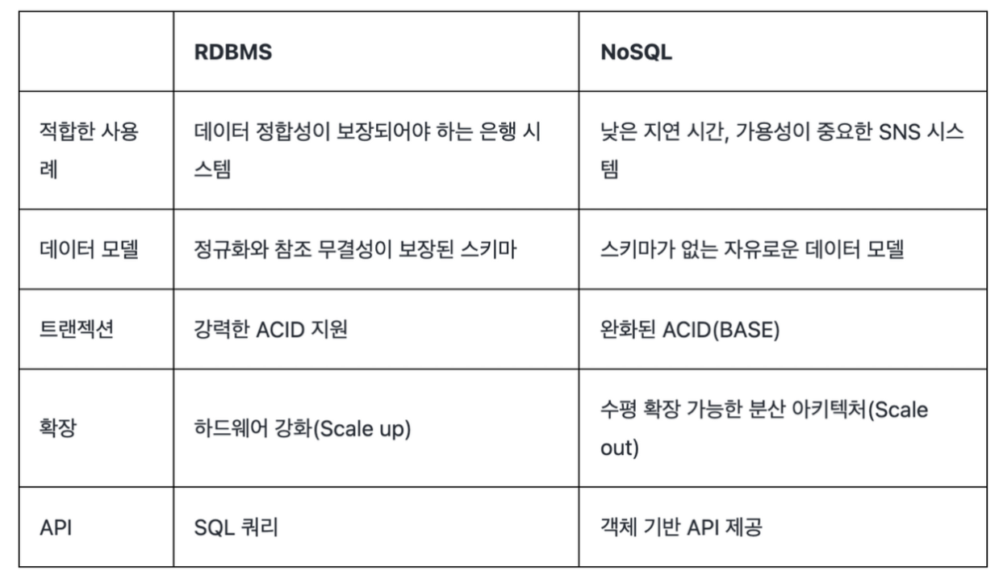 RDBMS
NoSQL
적합한 사용
례
데이터 정합성이 보장되어야 하는 은행 시
스템
낮은 지연 시간, 가용성이 중요한 SNS 시스
템
데이터 모델
정규화와 참조 무결성이 보장된 스키마
스키마가 없는 자유로운 데이터 모델
트랜젝션
강력한 ACID 지원
완화된 ACID(BASE)
확장
하드웨어 강화(Scale up)
수평 확장 가능한 분산 아키텍처(Scale
out)
API
SQL 쿼리
객체 기반 API 제공